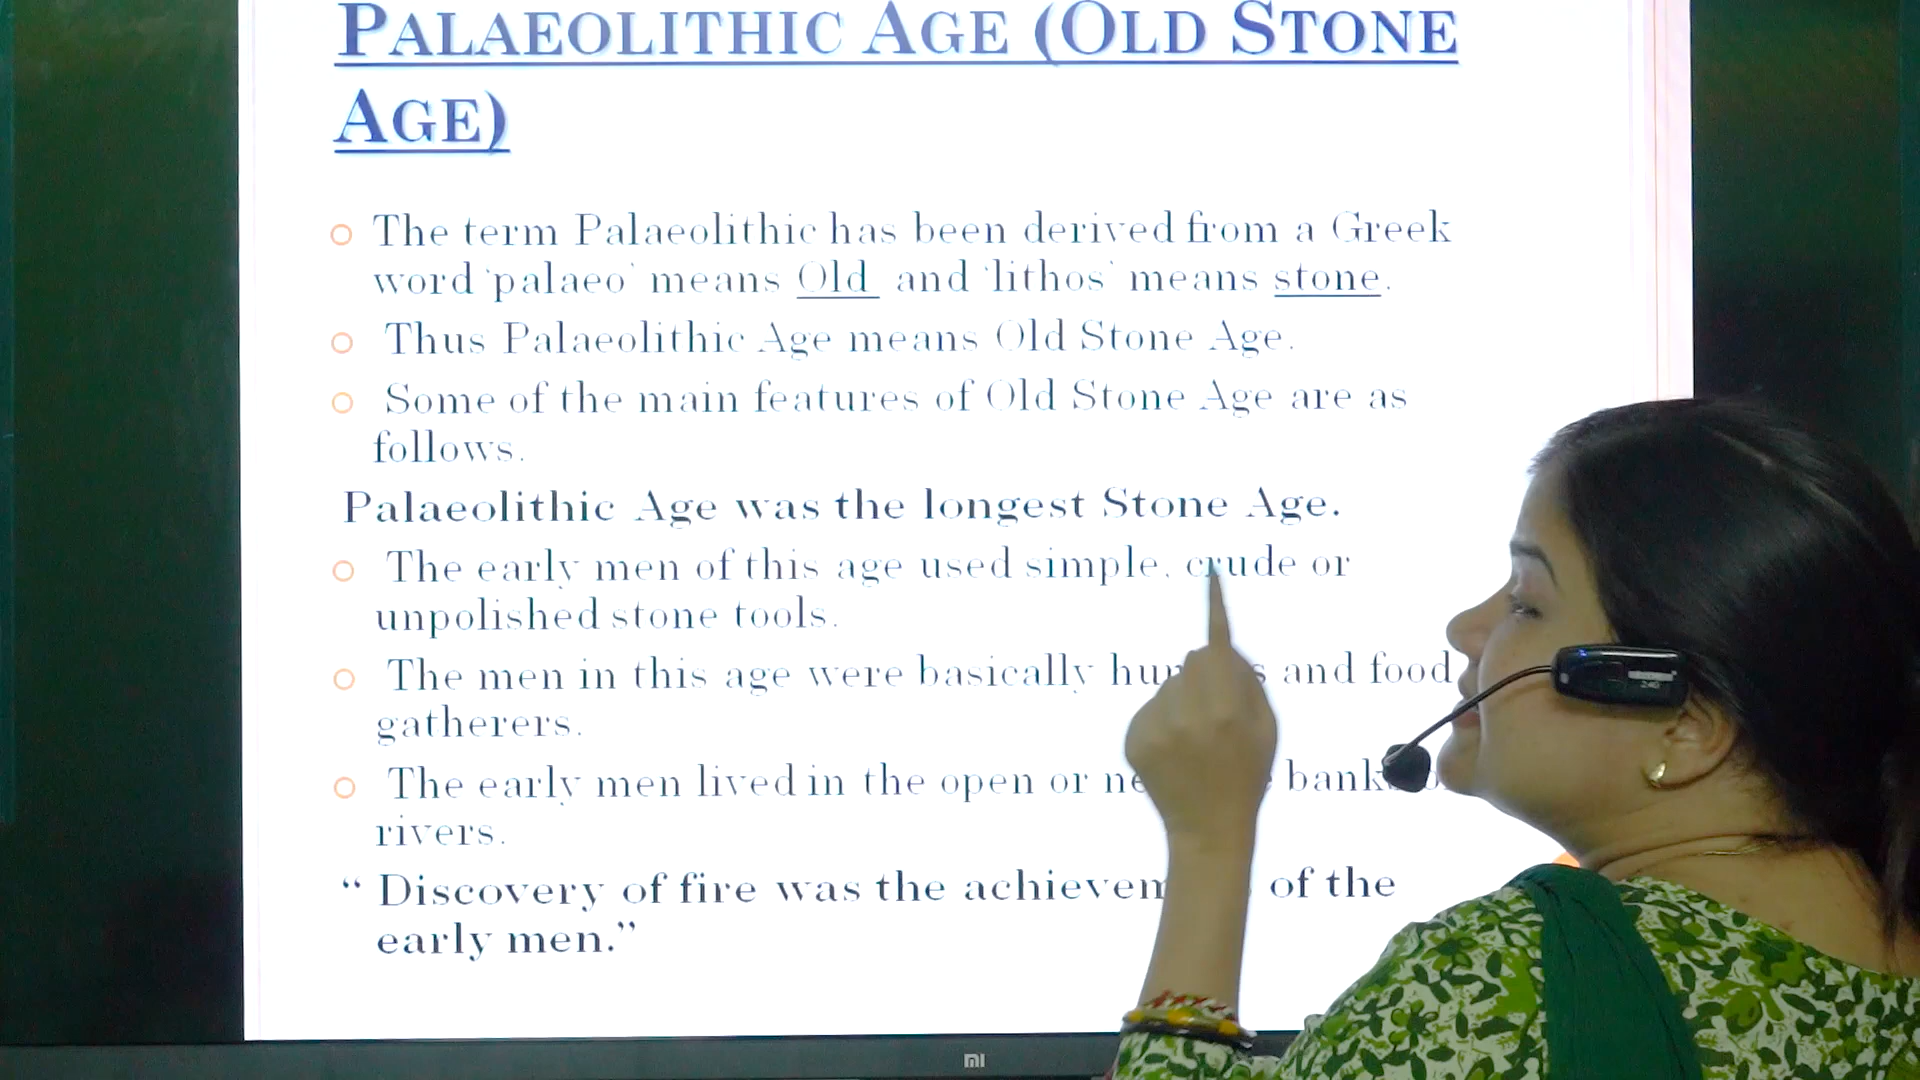 PALAEOLITHIC AGE (OLD STONE
AGE)
The term Palaeolithic has been derived from a Greek
word 'palaeo' means Old and 'lithos' means stone.
Thus Palaeolithic Age means Old Stone Age.
Some of the main features of Old Stone Age are as
follows.
Palaeolithic Age was the longest Stone Age.
The early men of this age used simple, crude or
unpolished stone tools.
The men in this age were basically and food
gatherers.
The early men lived in the open or
rivers.
“ Discovery of fire was the of the
early men.”
mi